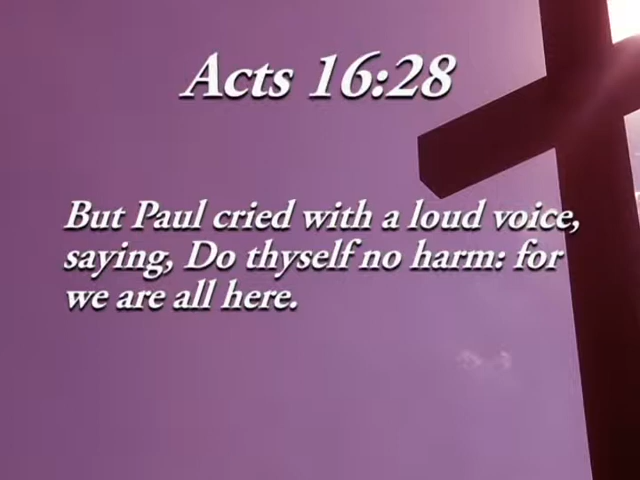 Acts 16:28
But Paul cried with a loud voice,
saying, Do thyself no harm: for
we are all here.